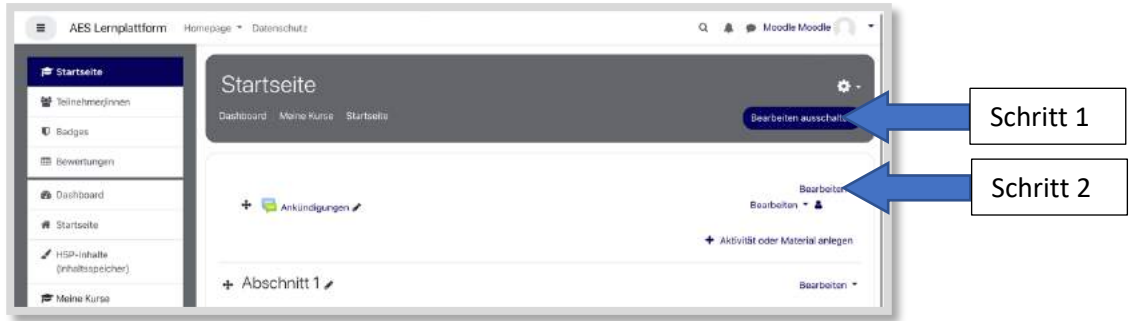 AES Lernplattform Homepage Datenschutz Moodle Moodle
Startseite
Teilnehmer/innen
Badges
Bewertungen
Dashboard
Startseite
H5P-Inhalte
(Inhaltsspeicher)
Meine Kurse
Startseite
Dashboard Meine Kurse Startseite
Bearbeiten ausschalte
Schritt 1
Bearbeiten
Schritt 2
Ankündigungen
Bearbeiten
+ Aktivität oder Material anlegen
Abschnitt 1
Bearbeiten